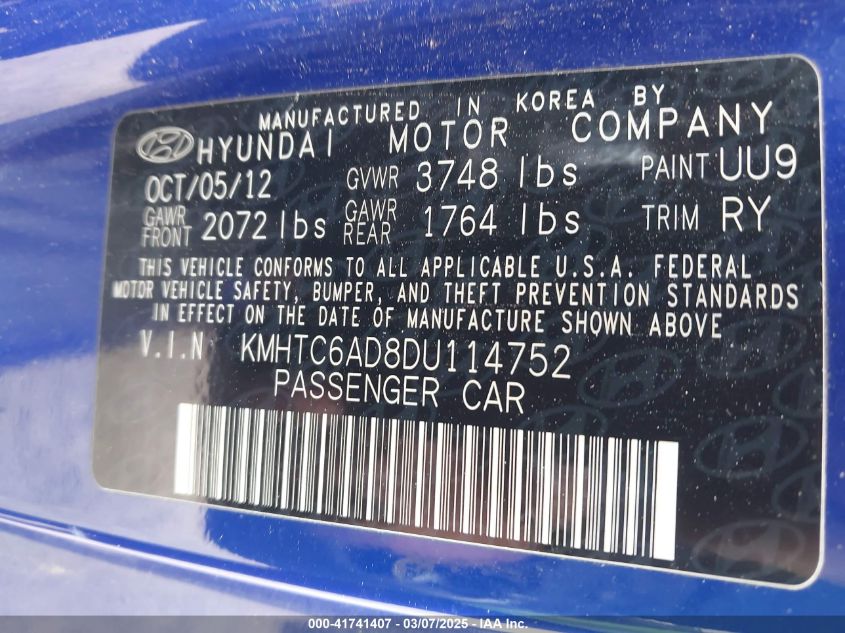 MANUFACTURED IN KOREA BY
HYUNDAI MOTOR COMPANY
OCT/05/12 GVWR 3748 lbs PAINT UU9
GAWR FRONT 2072 lbs GAWR REAR 1764 lbs TRIM RY
THIS VEHICLE CONFORMS TO ALL APPLICABLE U.S.A. FEDERAL
MOTOR VEHICLE SAFETY, BUMPER, AND THEFT PREVENTION STANDARDS
IN EFFECT ON THE DATE OF MANUFACTURE SHOWN ABOVE
V.I.N KMHTC6AD8DU114752
PASSENGER CAR
000-41741407 - 03/07/2025 - IAA Inc.